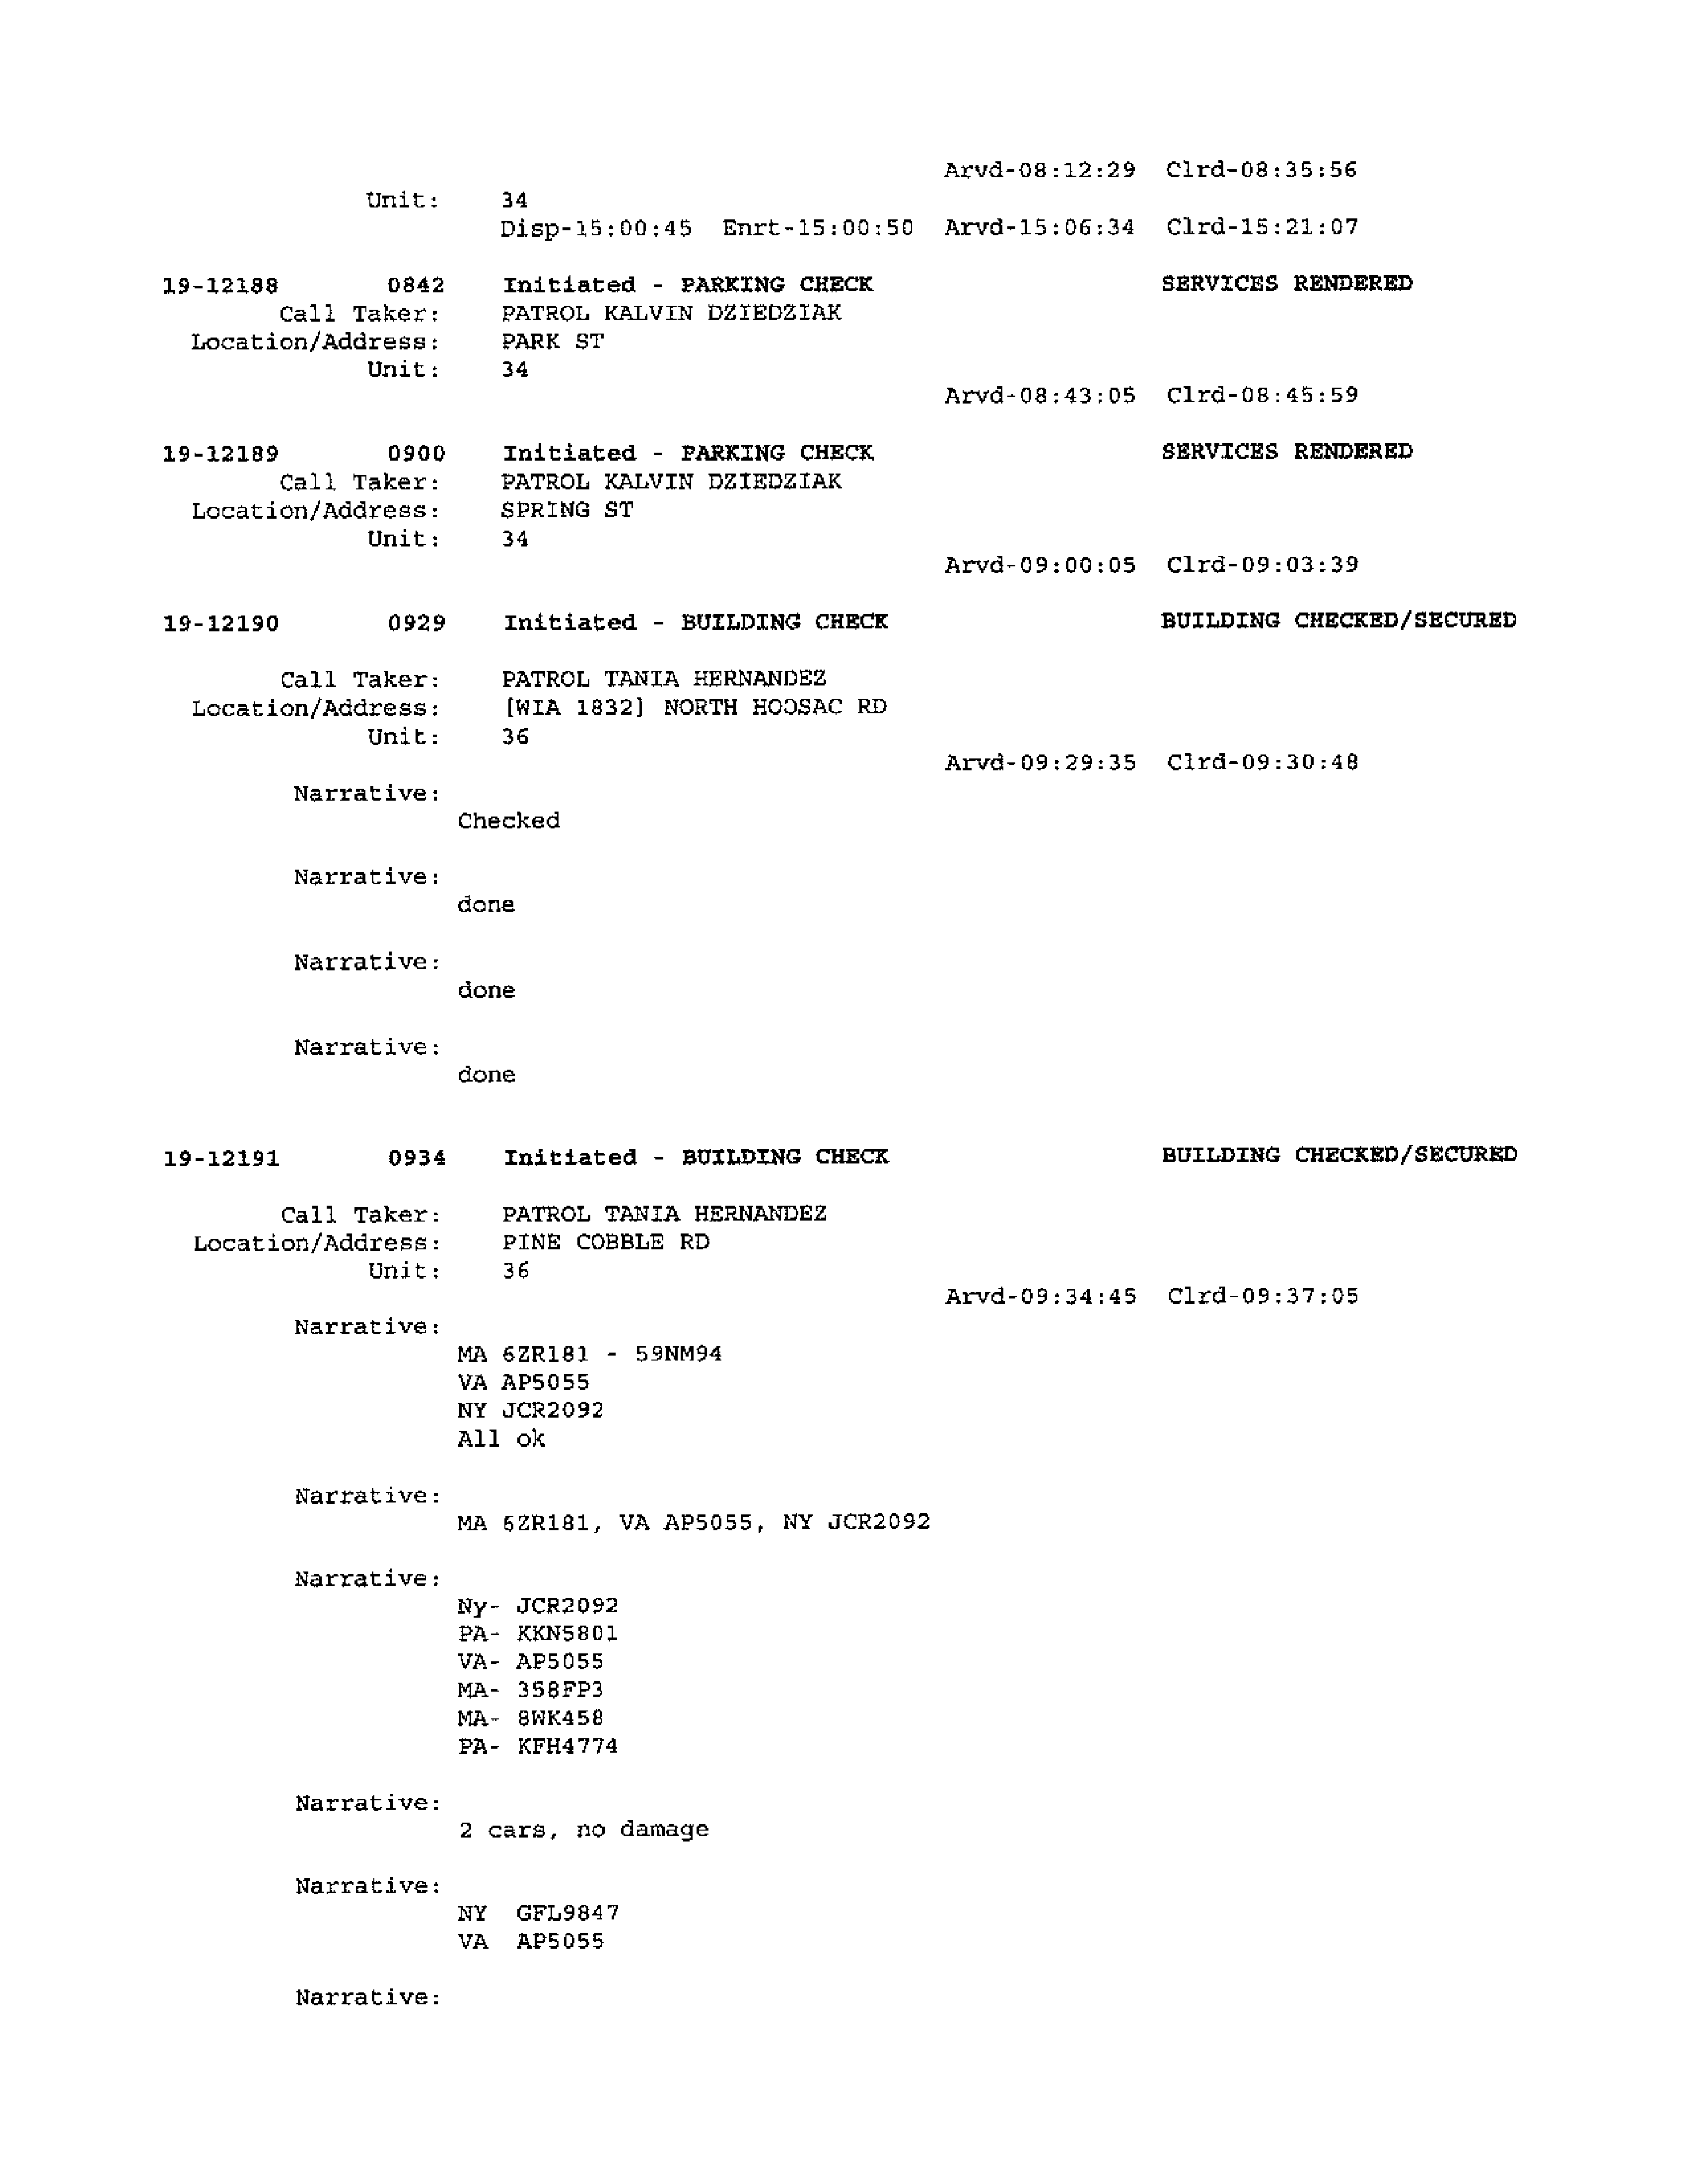 Arvd-08:12:29 Clrd-08:35:56
Unit: 34
Disp-15:00:45 Enrt-15:00:50 Arvd-15:06:34 Clrd-15:21:07
19-12188 0842 Initiated - PARKING CHECK SERVICES RENDERED
Call Taker: PATROL KALVIN DZIEDZIAK
Location/Address: PARK ST
Unit: 34
Arvd-08:43:05 Clrd-08:45:59
19-12189 0900 Initiated - PARKING CHECK SERVICES RENDERED
Call Taker: PATROL KALVIN DZIEDZIAK
Location/Address: SPRING ST
Unit: 34
Arvd-09:00:05 Clrd-09:03:39
19-12190 0929 Initiated - BUILDING CHECK BUILDING CHECKED/SECURED
Call Taker: PATROL TANIA HERNANDEZ
Location/Address: [WIA 1832] NORTH HOOSAC RD
Unit: 36
Arvd-09:29:35 Clrd-09:30:48
Narrative:
Checked
Narrative:
done
Narrative:
done
Narrative:
done
19-12191 0934 Initiated - BUILDING CHECK BUILDING CHECKED/SECURED
Call Taker: PATROL TANIA HERNANDEZ
Location/Address: PINE COBBLE RD
Unit: 36
Arvd-09:34:45 Clrd-09:37:05
Narrative:
MA 6ZR181 - 59NM94
VA AP5055
NY JCR2092
All ok
Narrative:
MA 6ZR181, VA AP5055, NY JCR2092
Narrative:
Ny- JCR2092
PA- KKN5801
VA- AP5055
MA- 358FP3
MA- 8WK458
PA- KFH4774
Narrative:
2 cars, no damage
Narrative:
NY GFL9847
VA AP5055
Narrative: